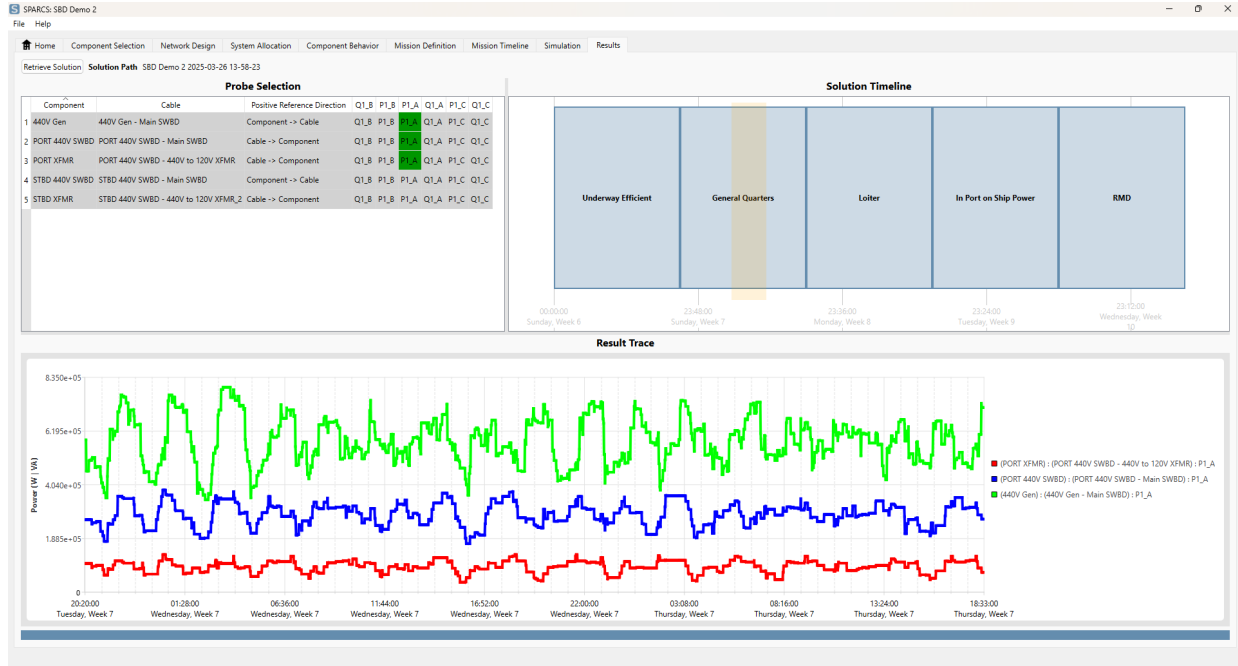 SPARCS: SBD Demo 2
File Help
Home Component Selection Network Design System Allocation Component Behavior Mission Definition Mission Timeline Simulation Results
Retrieve Solution Solution Path SBD Demo 2 2025-03-26 13-58-23
Probe Selection
Component Cable Positive Reference Direction Q1_B P1_B P1_A Q1_A P1_C Q1_C
1 440V Gen 440V Gen - Main SWBD Component -> Cable Q1_B P1_B P1_A Q1_A P1_C Q1_C
2 PORT 440V SWBD PORT 440V SWBD - Main SWBD Cable -> Component Q1_B P1_B P1_A Q1_A P1_C Q1_C
3 PORT XFMR PORT 440V SWBD - 440V to 120V XFMR Cable -> Component Q1_B P1_B P1_A Q1_A P1_C Q1_C
4 STBD 440V SWBD STBD 440V SWBD - Main SWBD Component -> Cable Q1_B P1_B P1_A Q1_A P1_C Q1_C
5 STBD XFMR STBD 440V SWBD - 440V to 120V XFMR_2 Cable -> Component Q1_B P1_B P1_A Q1_A P1_C Q1_C
Solution Timeline
Underway Efficient General Quarters Loiter In Port on Ship Power RMD
00:00:00 23:48:00 23:36:00 23:24:00 23:12:00
Sunday, Week 6 Sunday, Week 7 Monday, Week 8 Tuesday, Week 9 Wednesday, Week
10
Result Trace
Power (W | VA)
8.350e+05
6.195e+05
4.040e+05
1.885e+05
0
20:20:00 01:28:00 06:36:00 11:44:00 16:52:00 22:00:00 03:08:00 08:16:00 13:24:00 18:33:00
Tuesday, Week 7 Wednesday, Week 7 Wednesday, Week 7 Wednesday, Week 7 Wednesday, Week 7 Wednesday, Week 7 Thursday, Week 7 Thursday, Week 7 Thursday, Week 7 Thursday, Week 7
(PORT XFMR) : (PORT 440V SWBD - 440V to 120V XFMR) : P1_A
(PORT 440V SWBD) : (PORT 440V SWBD - Main SWBD) : P1_A
(440V Gen) : (440V Gen - Main SWBD) : P1_A